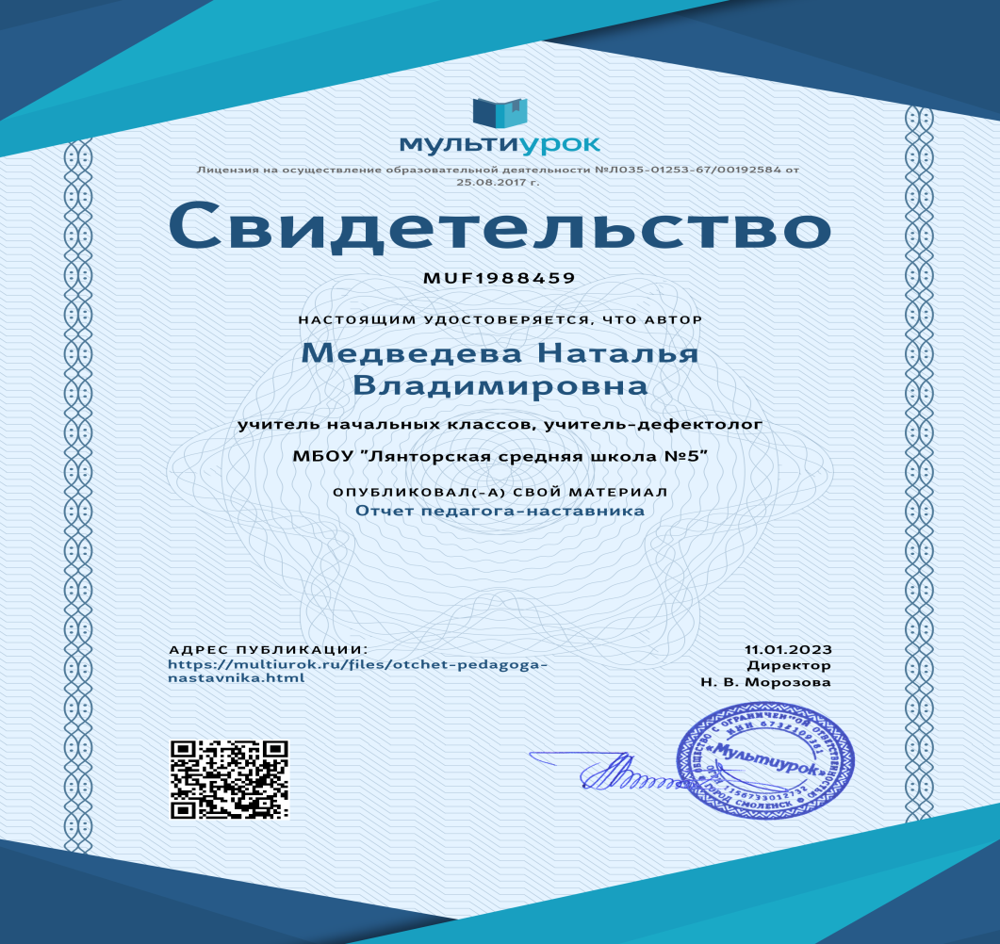 мультиурок
Лицензия на осуществление образовательной деятельности №Л035-01253-67/00192584 от
25.08.2017 г.
Свидетельство
MUF1988459
НАСТОЯЩИМ УДОСТОВЕРЯЕТСЯ, ЧТО АВТОР
Медведева Наталья
Владимировна
учитель начальных классов, учитель-дефектолог
МБОУ "Лянторская средняя школа №5"
ОПУБЛИКОВАЛ(-А) СВОЙ МАТЕРИАЛ
Отчет педагога-наставника
АДРЕС ПУБЛИКАЦИИ:
https://multiurok.ru/files/otchet-pedagoga-
nastavnika.html
11.01.2023
Директор
Н. В. Морозова
ОБЩЕСТВО С ОГРАНИЧЕННОЙ ОТВЕТСТВЕННОСТЬЮ
ИНН 6732109381
«Мультиурок»
ОГРН 1156733012732
ГОРОД СМОЛЕНСК